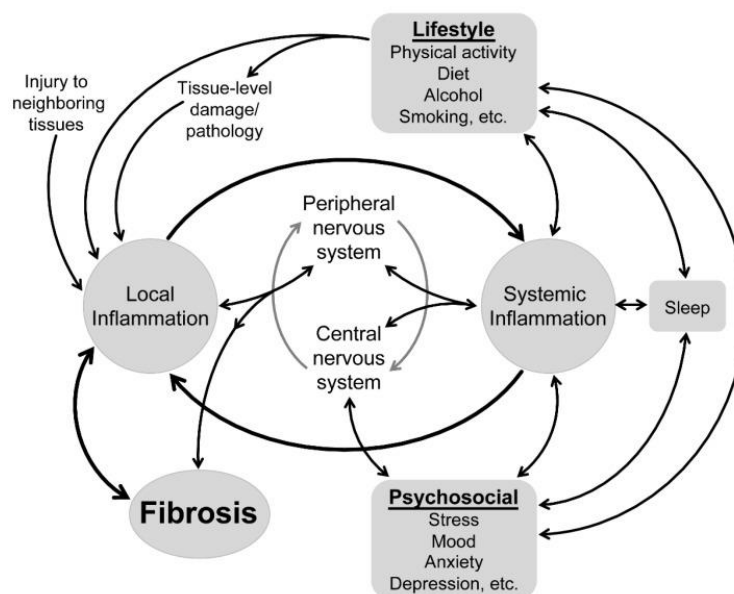 Lifestyle
Physical activity
Diet
Alcohol
Smoking, etc.
Injury to
neighboring
tissues
Tissue-level
damage/
pathology
Peripheral
nervous
system
Local
Inflammation
Systemic
Inflammation
Sleep
Central
nervous
system
Fibrosis
Psychosocial
Stress
Mood
Anxiety
Depression, etc.